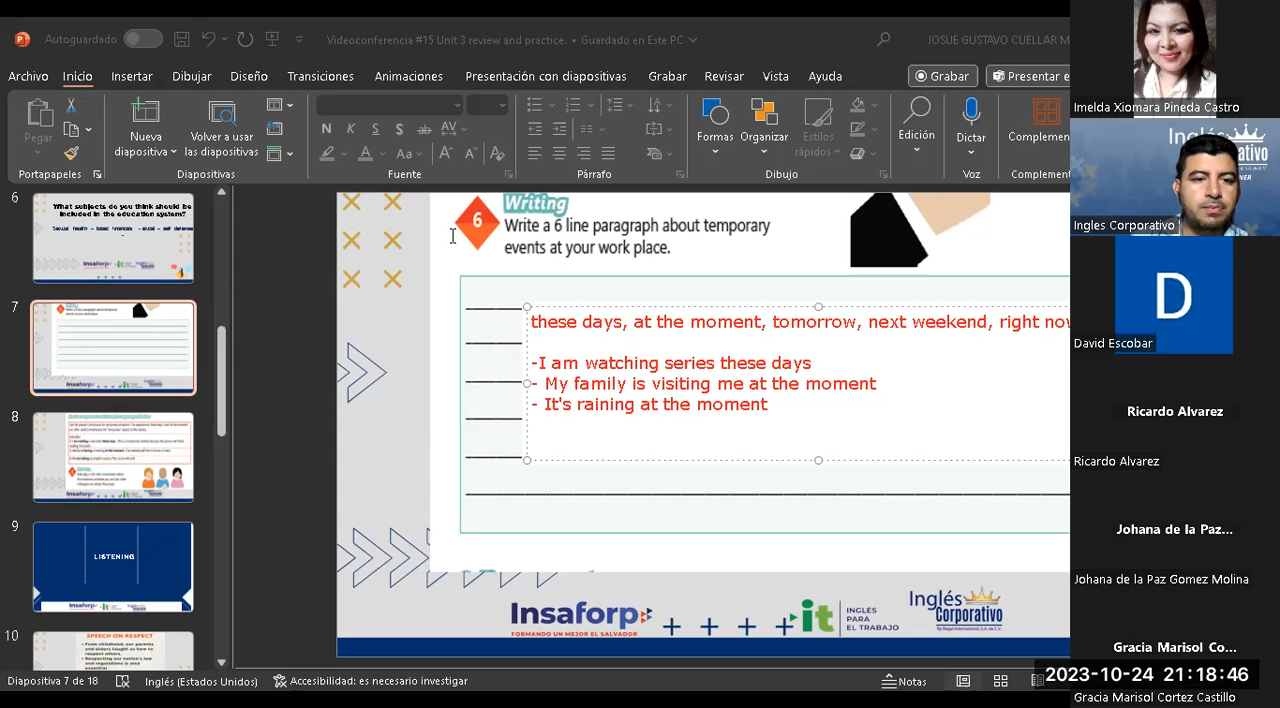 Autoguardado
Videoconferencia #15 Unit 3 review and practice. • Guardado en Este PC
JOSUE GUSTAVO CUELLAR M
Archivo Inicio Insertar Dibujar Diseño Transiciones Animaciones Presentación con diapositivas Grabar Revisar Vista Ayuda
Grabar
Presentar e
Pegar
Nueva diapositiva
Volver a usar las diapositivas
Formas
Organizar
Estilos rápidos
Edición
Dictar
Complemen
Portapapeles
Diapositivas
Fuente
Párrafo
Dibujo
Voz
Complement
6
What subjects do you think should be
included in the education system?
7
8
9
LISTENING
10
SPEECH ON RESPECT
6
Writing
Write a 6 line paragraph about temporary
events at your work place.
these days, at the moment, tomorrow, next weekend, right now
-I am watching series these days
- My family is visiting me at the moment
- It's raining at the moment
Insaforp
FORMANDO UN MEJOR EL SALVADOR
it
INGLÉS
PARA
EL TRABAJO
Inglés
Corporativo
Diapositiva 7 de 18
Inglés (Estados Unidos)
Accesibilidad: es necesario investigar
Notas
Imelda Xiomara Pineda Castro
Ingles Corporativo
D
David Escobar
Ricardo Alvarez
Ricardo Alvarez
Johana de la Paz...
Johana de la Paz Gomez Molina
Gracia Marisol Co...
2023-10-24 21:18:46
Gracia Marisol Cortez Castillo